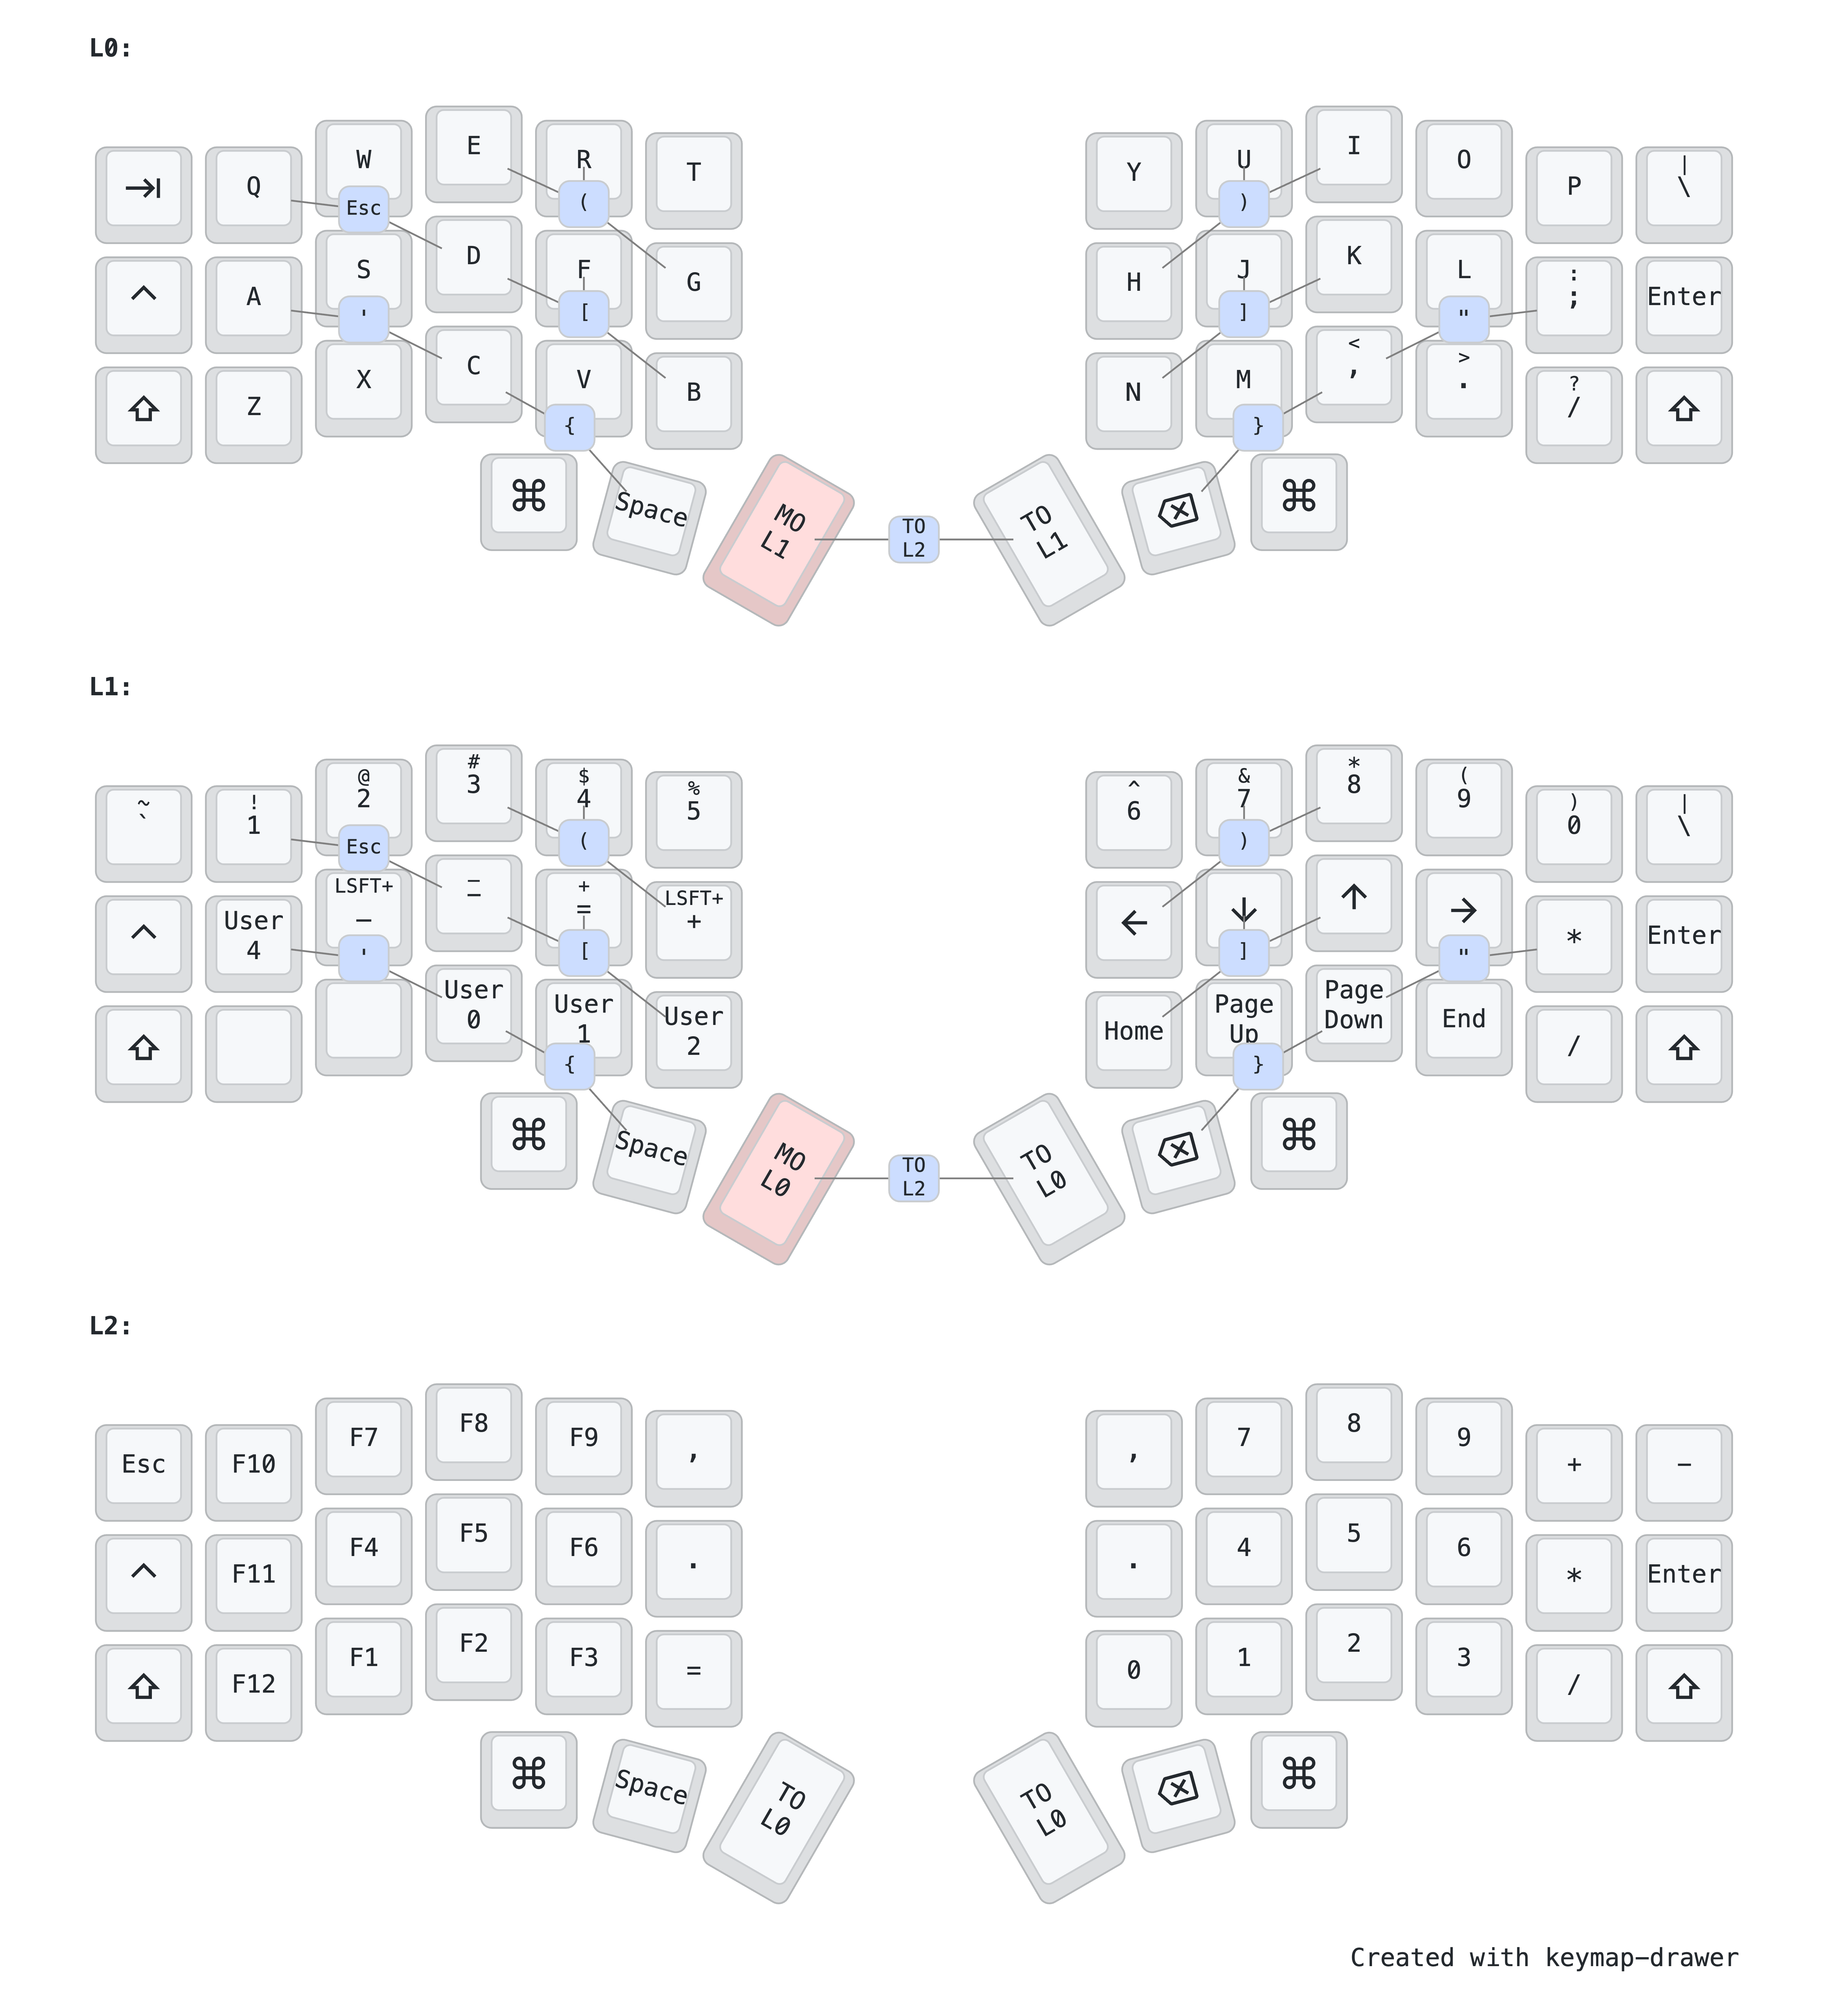 L0:
⇥ Q W E R T Y U I O P |
\
Esc ( )
^ A S D F G H J K L :
; Enter
' [ ] "
⇧ Z X C V B N M <
, >
. ?
/ ⇧
{ }
⌘ Space MO
L1 TO
L2 TO
L1 ⌫ ⌘
L1:
~
` !
1 @
2 #
3 $
4 %
5 ^
6 &
7 *
8 (
9 )
0 |
\
Esc ( )
^ User
4 LSFT+
− _
− +
= LSFT+
+ ← ↓ ↑ → * Enter
' [ ] "
⇧ User
0 User
1 User
2 Home Page
Up Page
Down End / ⇧
{ }
⌘ Space MO
L0 TO
L2 TO
L0 ⌫ ⌘
L2:
Esc F10 F7 F8 F9 , , 7 8 9 + −
^ F11 F4 F5 F6 . . 4 5 6 * Enter
⇧ F12 F1 F2 F3 = 0 1 2 3 / ⇧
⌘ Space TO
L0 TO
L0 ⌫ ⌘
Created with keymap−drawer